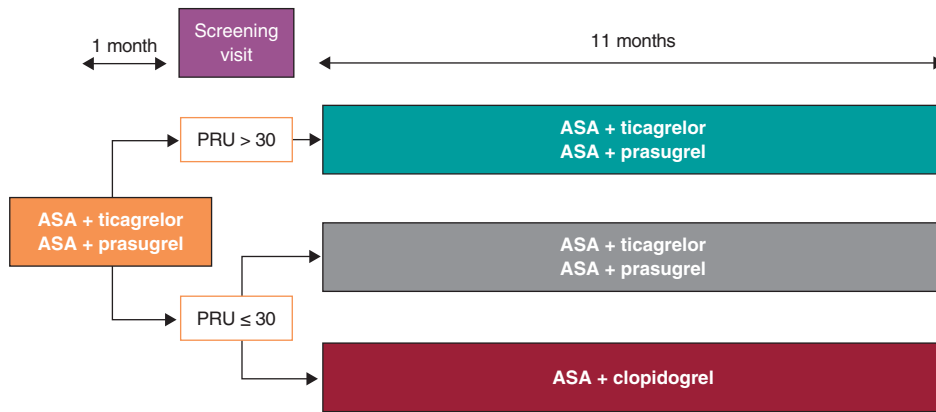 1 month
Screening
visit
11 months
PRU > 30
ASA + ticagrelor
ASA + prasugrel
ASA + ticagrelor
ASA + prasugrel
ASA + ticagrelor
ASA + prasugrel
PRU ≤ 30
ASA + clopidogrel